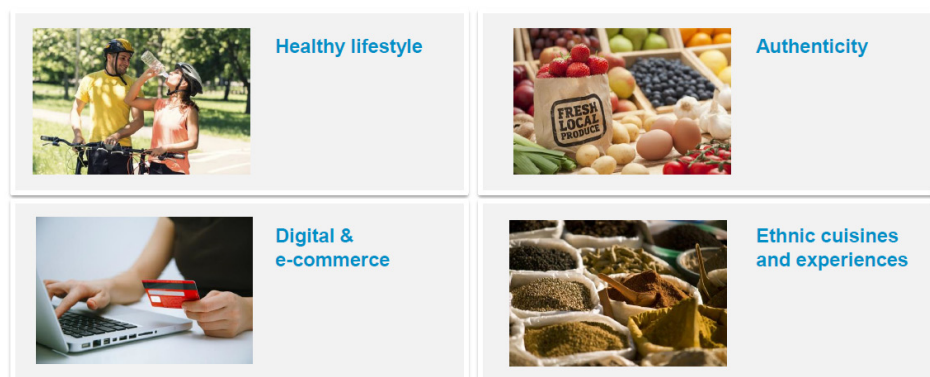 Healthy lifestyle
Authenticity
FRESH
LOCAL
PRODUCE
Digital &
e-commerce
Ethnic cuisines
and experiences